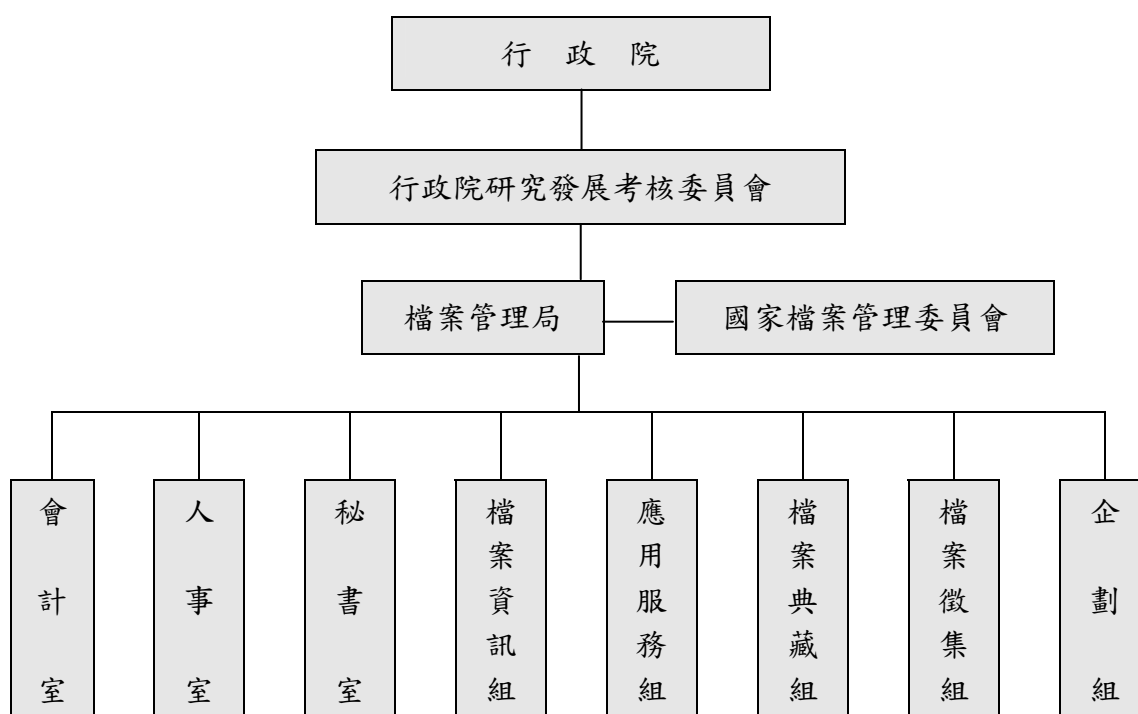 行政院
行政院研究發展考核委員會
檔案管理局
國家檔案管理委員會
會計室
人事室
秘書室
檔案資訊組
應用服務組
檔案典藏組
檔案徵集組
企劃組